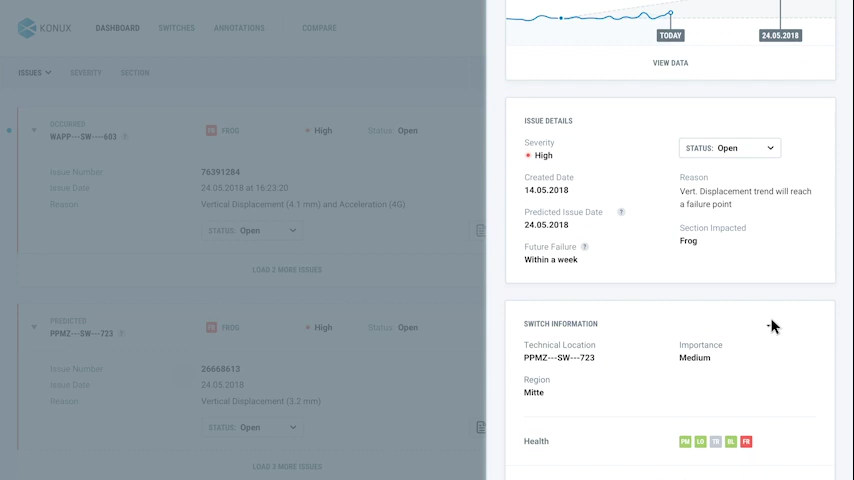 KONUX
DASHBOARD
SWITCHES
ANNOTATIONS
COMPARE
ISSUES
SEVERITY
SECTION
OCCURRED
WAPP---SW----603
FR FROG
High
Status: Open
Issue Number 76391284
Issue Date 24.05.2018 at 16:23:20
Reason Vertical Displacement (4.1 mm) and Acceleration (4G)
STATUS: Open
LOAD 2 MORE ISSUES
PREDICTED
PPMZ---SW---723
FR FROG
High
Status: Open
Issue Number 26668613
Issue Date 24.05.2018
Reason Vertical Displacement (3.2 mm)
STATUS: Open
LOAD 3 MORE ISSUES
TODAY
24.05.2018
VIEW DATA
ISSUE DETAILS
Severity
High
STATUS: Open
Created Date
14.05.2018
Reason
Vert. Displacement trend will reach
a failure point
Predicted Issue Date ?
24.05.2018
Section Impacted
Frog
Future Failure ?
Within a week
SWITCH INFORMATION
Technical Location
PPMZ---SW---723
Importance
Medium
Region
Mitte
Health
PM LO TB BL FR